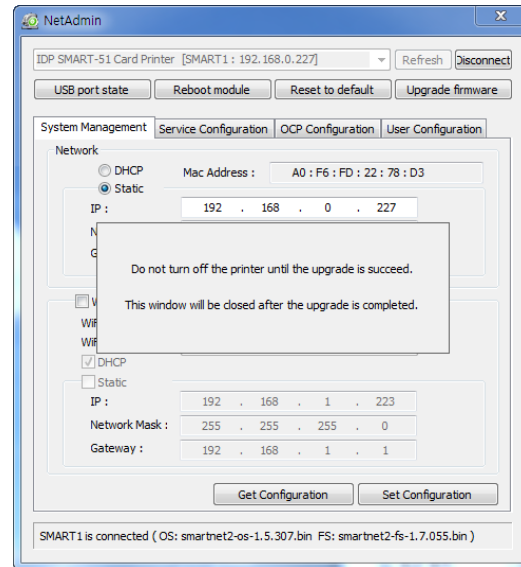 NetAdmin
IDP SMART-51 Card Printer [SMART1 : 192.168.0.227] Refresh Disconnect
USB port state Reboot module Reset to default Upgrade firmware
System Management Service Configuration OCP Configuration User Configuration
Network
DHCP Mac Address : A0 : F6 : FD : 22 : 78 : D3
Static
IP : 192 . 168 . 0 . 227
Do not turn off the printer until the upgrade is succeed.
This window will be closed after the upgrade is completed.
DHCP
Static
IP : 192 . 168 . 1 . 223
Network Mask : 255 . 255 . 255 . 0
Gateway : 192 . 168 . 1 . 1
Get Configuration Set Configuration
SMART1 is connected ( OS: smartnet2-os-1.5.307.bin FS: smartnet2-fs-1.7.055.bin )